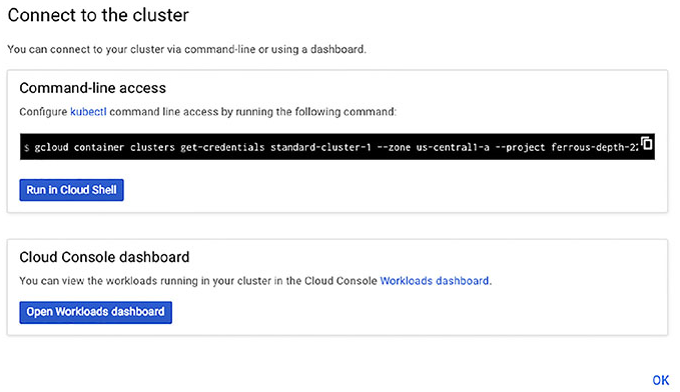 Connect to the cluster
You can connect to your cluster via command-line or using a dashboard.
Command-line access
Configure kubectl command line access by running the following command:
$ gcloud container clusters get-credentials standard-cluster-1 --zone us-central1-a --project ferrous-depth-22
Run in Cloud Shell
Cloud Console dashboard
You can view the workloads running in your cluster in the Cloud Console Workloads dashboard.
Open Workloads dashboard
OK